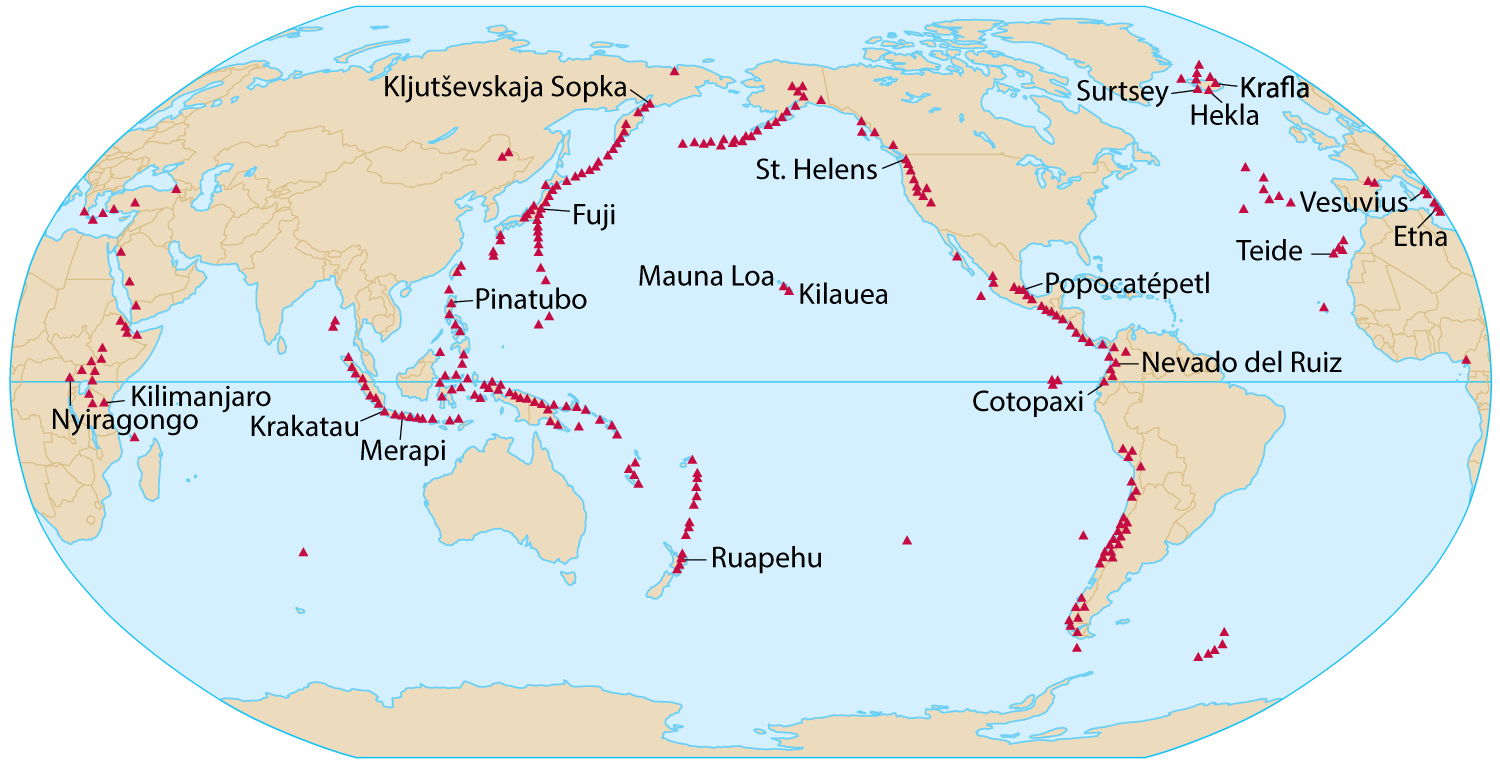 Kljutševskaja Sopka
Surtsey
Krafla
Hekla
St. Helens
Fuji
Vesuvius
Etna
Teide
Mauna Loa
Kilauea
Popocatépetl
Pinatubo
Nevado del Ruiz
Kilimanjaro
Cotopaxi
Nyiragongo
Krakatau
Merapi
Ruapehu